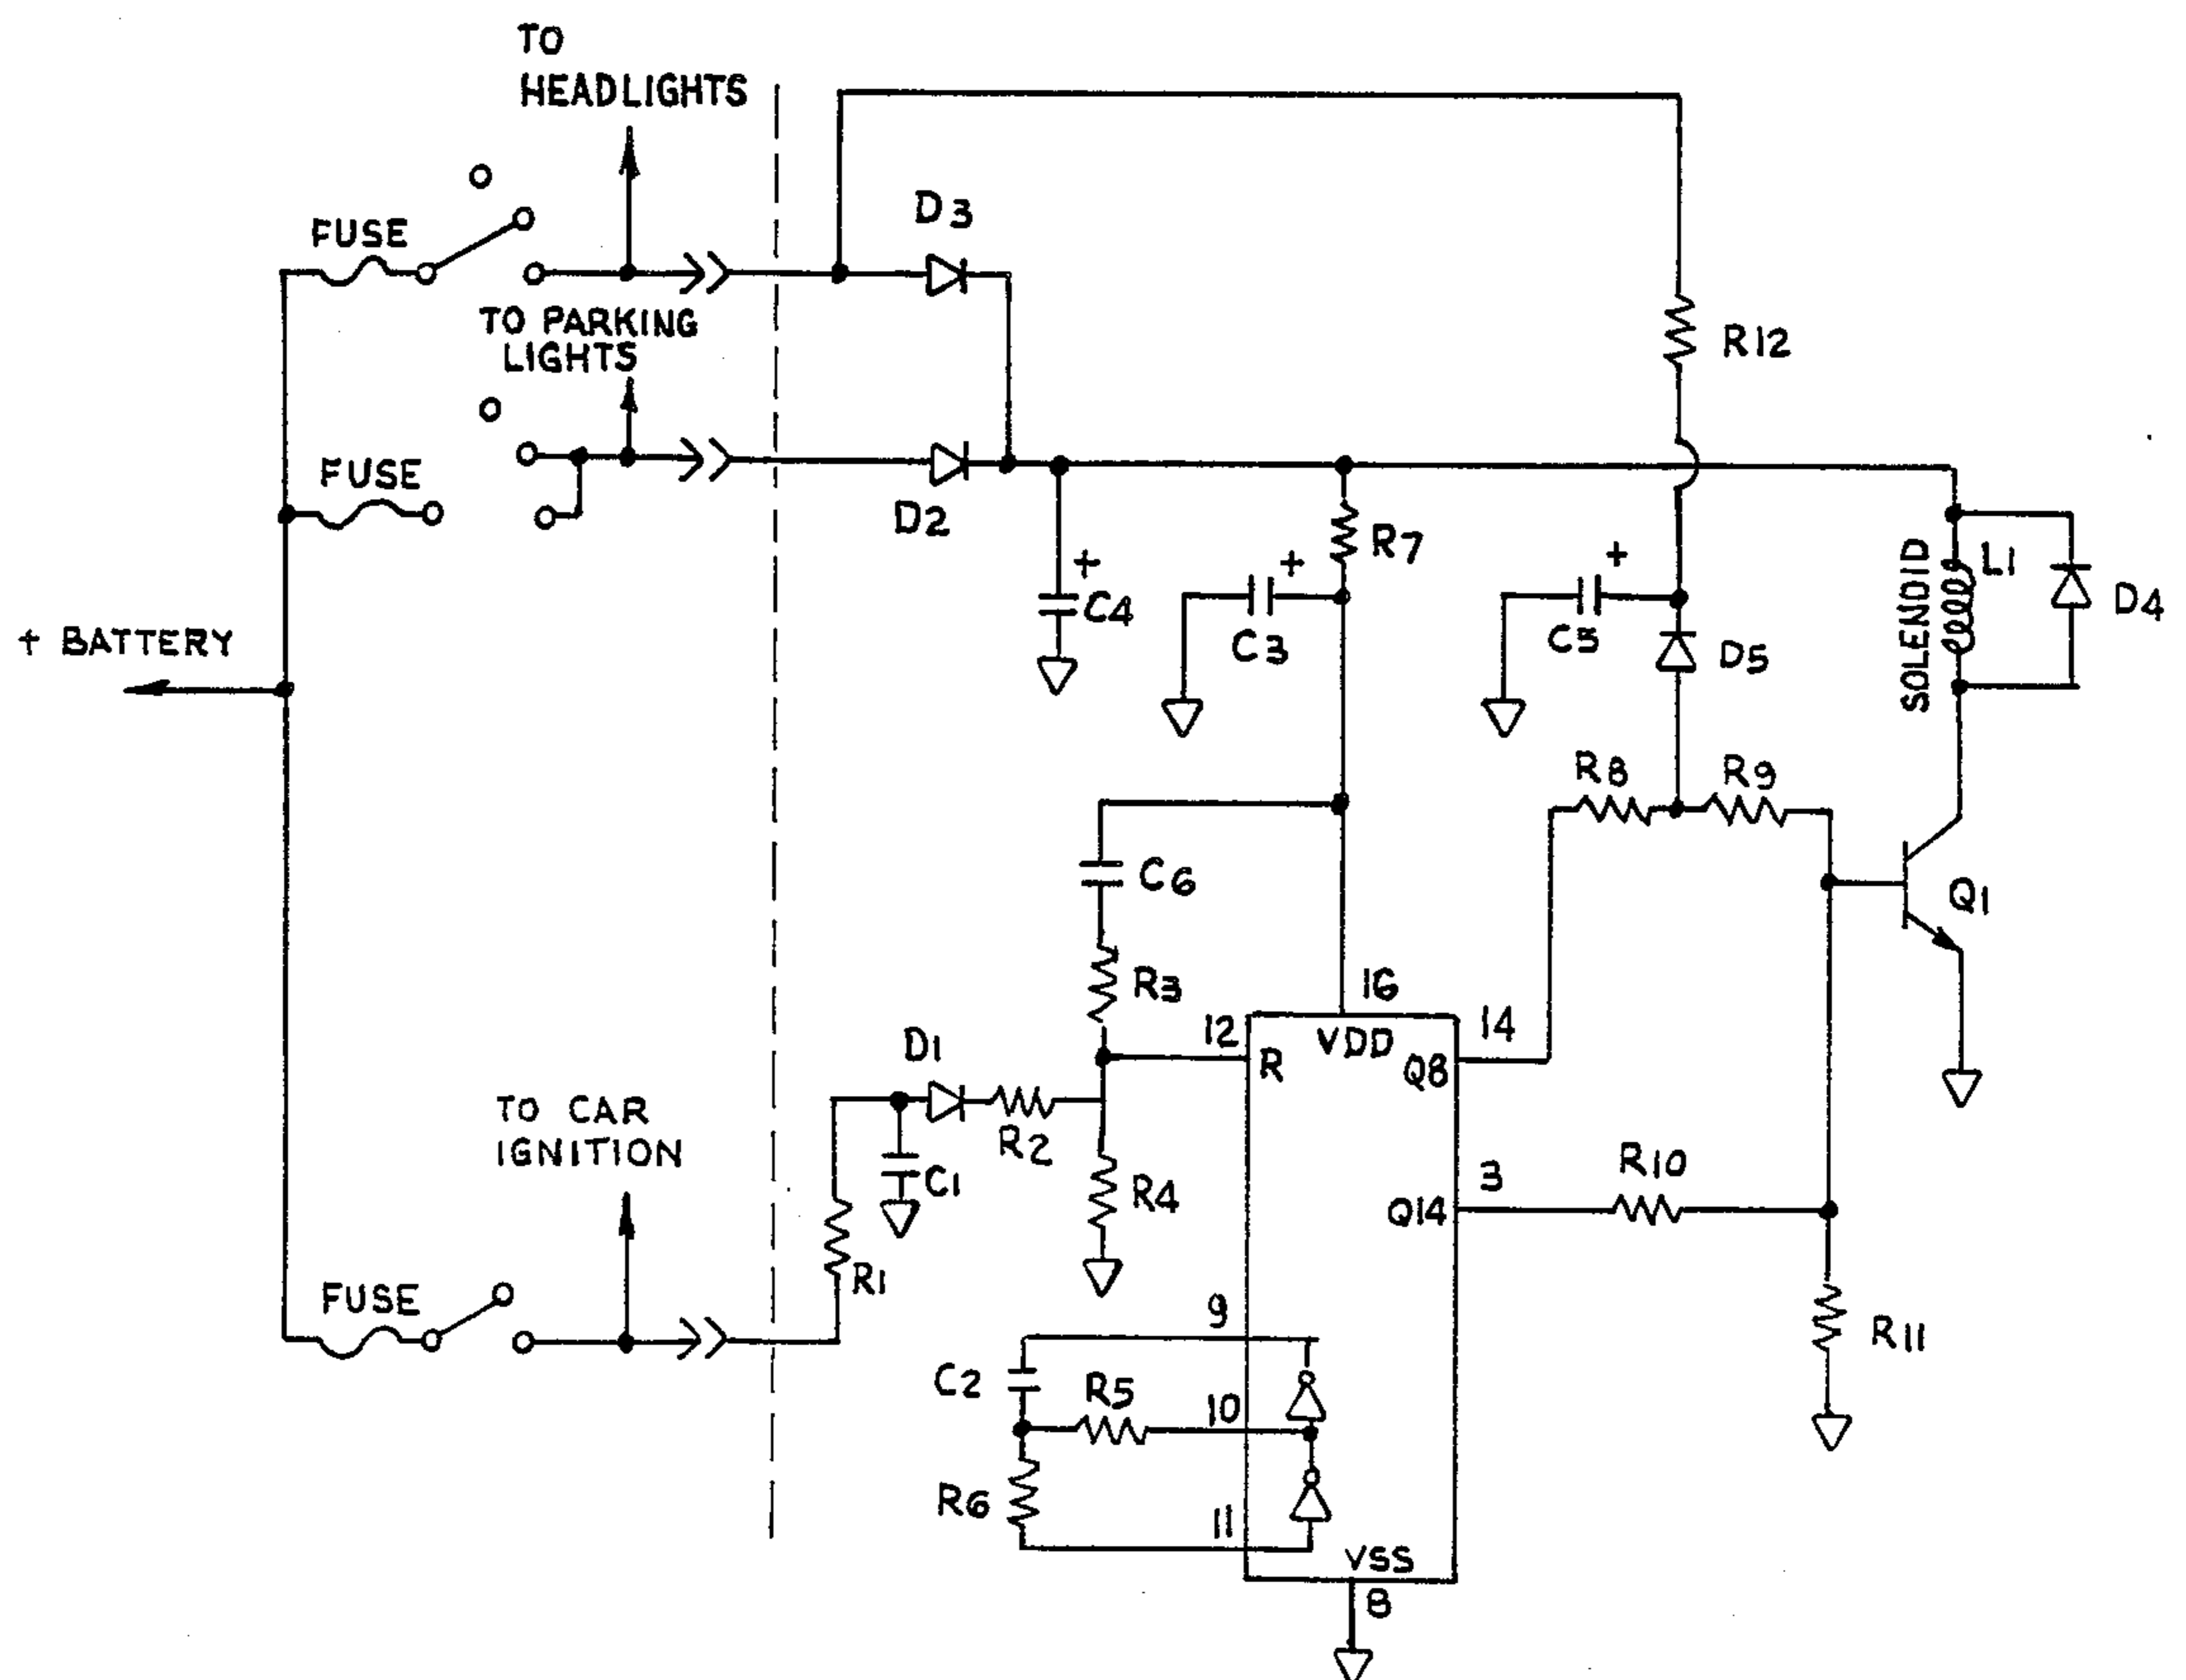 TO
HEADLIGHTS
FUSE
D3
R12
TO PARKING
LIGHTS
FUSE
D2
+
C4
+
C3
R7
+
C5
D5
SOLENOID
L1
D4
+ BATTERY
R8
R9
C6
Q1
R3
16
VDD
12
R
14
Q8
D1
R2
C1
R4
TO CAR
IGNITION
R10
3
Q14
R1
FUSE
9
R11
C2
R5
10
R6
11
VSS
8